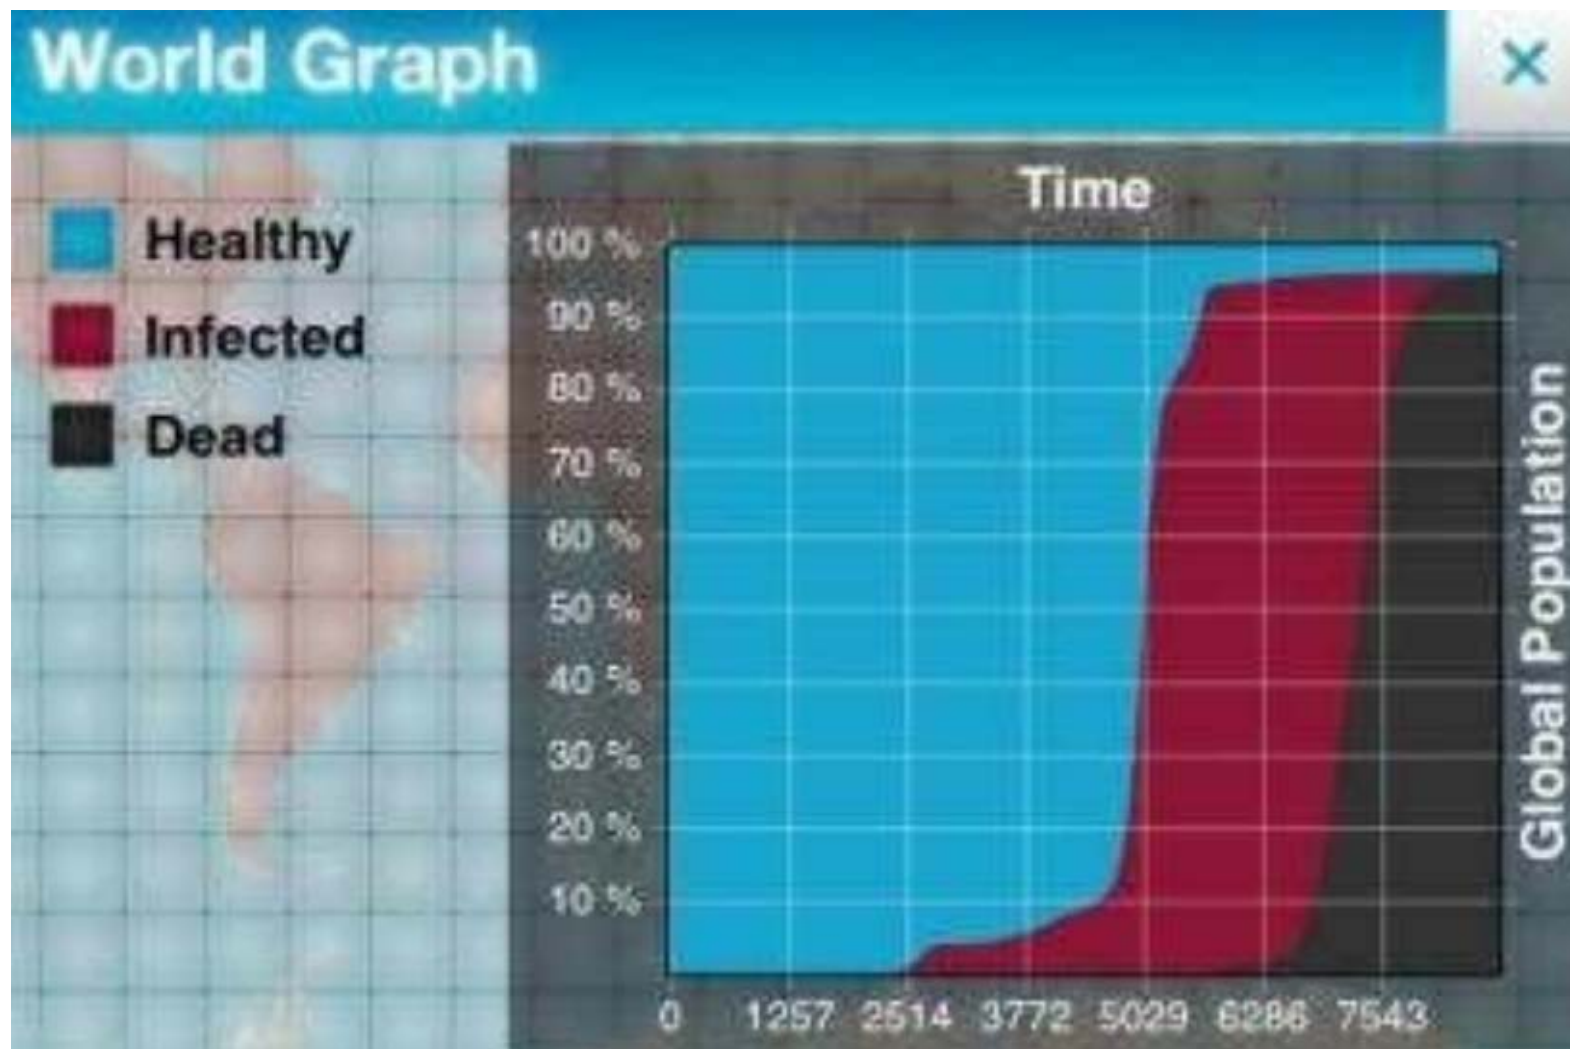 World Graph
×
Healthy
Infected
Dead
Time
100 %
90 %
80 %
70 %
60 %
50 %
40 %
30 %
20 %
10 %
0 1257 2514 3772 5029 6286 7543
Global Population